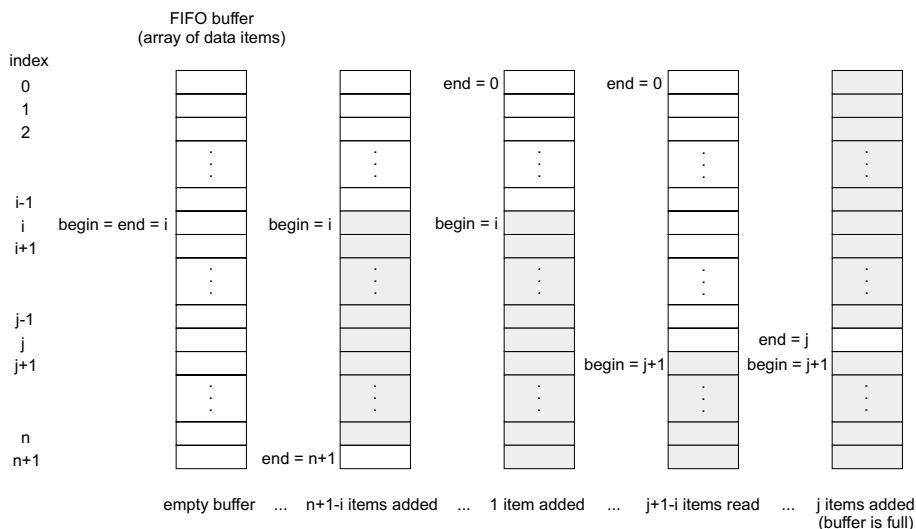 FIFO buffer
(array of data items)
index
0 end = 0 end = 0
1
2
i-1
i begin = end = i begin = i begin = i
i+1
j-1
j end = j
j+1 begin = j+1 begin = j+1
n
n+1 end = n+1
empty buffer ... n+1-i items added ... 1 item added ... j+1-i items read ... j items added
(buffer is full)